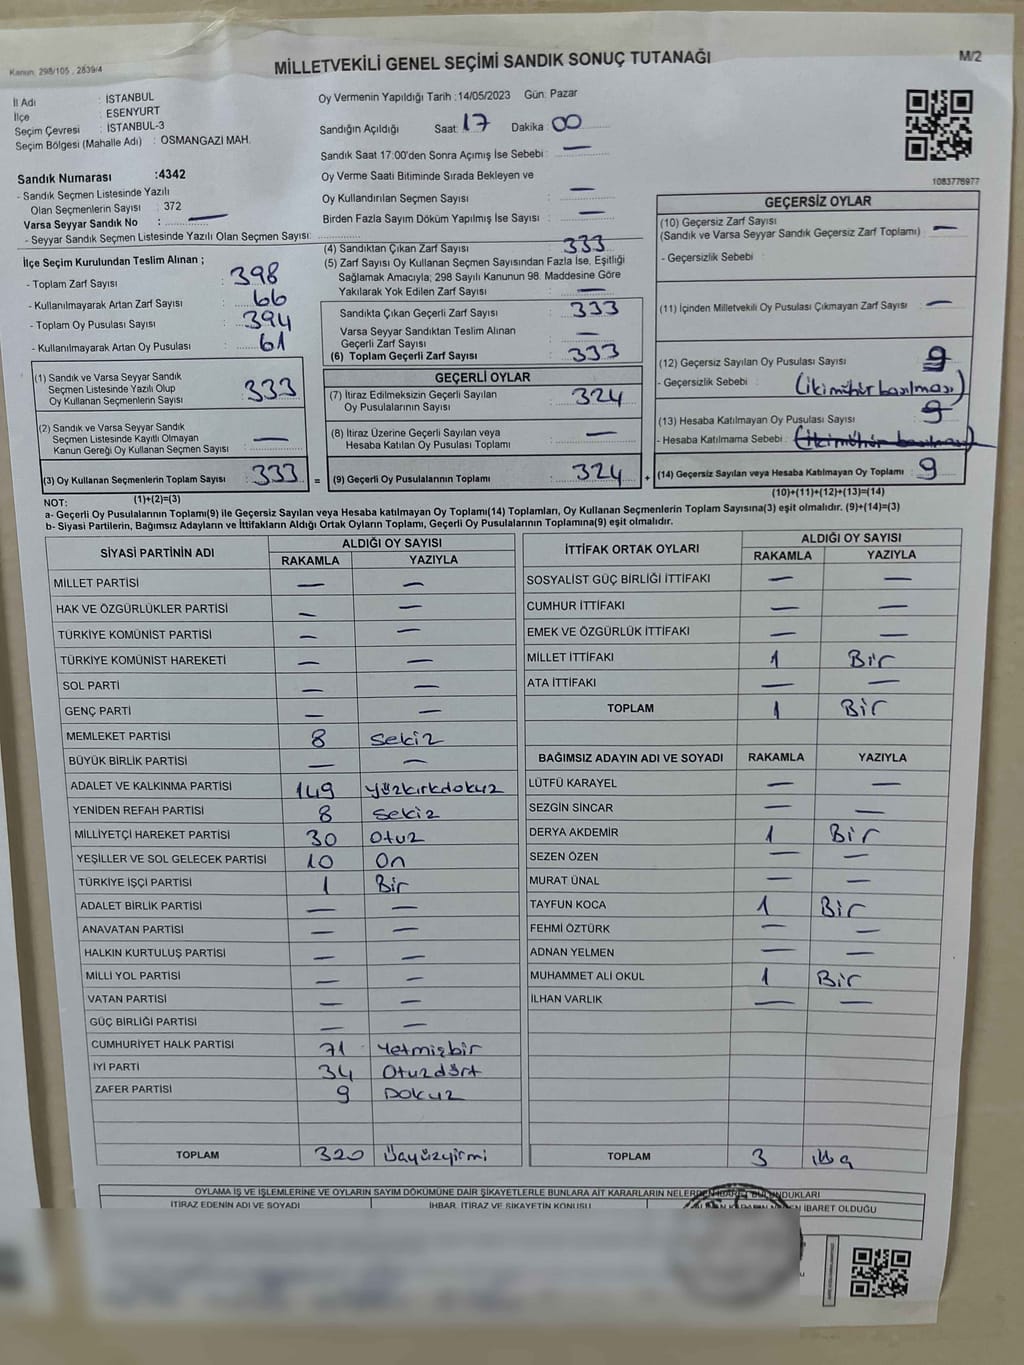 Kanun: 298/105 , 2839/4
MİLLETVEKİLİ GENEL SEÇİMİ SANDIK SONUÇ TUTANAĞI
M/2
İl Adı : İSTANBUL
İlçe : ESENYURT
Seçim Çevresi : İSTANBUL-3
Seçim Bölgesi (Mahalle Adı) : OSMANGAZİ MAH.
Sandık Numarası :4342
- Sandık Seçmen Listesinde Yazılı
Olan Seçmenlerin Sayısı : 372
Varsa Seyyar Sandık No : —
- Seyyar Sandık Seçmen Listesinde Yazılı Olan Seçmen Sayısı:
Oy Vermenin Yapıldığı Tarih :14/05/2023 Gün: Pazar
Sandığın Açıldığı Saat: 17 Dakika 00
Sandık Saat 17:00'den Sonra Açımış İse Sebebi : —
Oy Verme Saati Bitiminde Sırada Bekleyen ve
Oy Kullandırılan Seçmen Sayısı : —
Birden Fazla Sayım Döküm Yapılmış İse Sayısı : —
1083776977
İlçe Seçim Kurulundan Teslim Alınan ;
- Toplam Zarf Sayısı : 398
- Kullanılmayarak Artan Zarf Sayısı : 66
- Toplam Oy Pusulası Sayısı : 394
- Kullanılmayarak Artan Oy Pusulası : 61
(1) Sandık ve Varsa Seyyar Sandık
Seçmen Listesinde Yazılı Olup
Oy Kullanan Seçmenlerin Sayısı : 333
(2) Sandık ve Varsa Seyyar Sandık
Seçmen Listesinde Kayıtlı Olmayan
Kanun Gereği Oy Kullanan Seçmen Sayısı : —
(3) Oy Kullanan Seçmenlerin Toplam Sayısı : 333 =
(1)+(2)=(3)
(4) Sandıktan Çıkan Zarf Sayısı : 333
(5) Zarf Sayısı Oy Kullanan Seçmen Sayısından Fazla İse, Eşitliği
Sağlamak Amacıyla; 298 Sayılı Kanunun 98. Maddesine Göre
Yakılarak Yok Edilen Zarf Sayısı : —
Sandıkta Çıkan Geçerli Zarf Sayısı : 333
Varsa Seyyar Sandıktan Teslim Alınan
Geçerli Zarf Sayısı : —
(6) Toplam Geçerli Zarf Sayısı : 333
GEÇERLİ OYLAR
(7) İtiraz Edilmeksizin Geçerli Sayılan
Oy Pusulalarının Sayısı : 324
(8) İtiraz Üzerine Geçerli Sayılan veya
Hesaba Katılan Oy Pusulaları Toplamı : —
(9) Geçerli Oy Pusulalarının Toplamı : 324 +
GEÇERSİZ OYLAR
(10) Geçersiz Zarf Sayısı : —
(Sandık ve Varsa Seyyar Sandık Geçersiz Zarf Toplamı)
- Geçersizlik Sebebi :
(11) İçinden Milletvekili Oy Pusulası Çıkmayan Zarf Sayısı : —
(12) Geçersiz Sayılan Oy Pusulası Sayısı : 9
- Geçersizlik Sebebi : (iki mühür basılması)
(13) Hesaba Katılmayan Oy Pusulası Sayısı : 9
- Hesaba Katılmama Sebebi : (iki mühür basılması)
(14) Geçersiz Sayılan veya Hesaba Katılmayan Oy Toplamı : 9
(10)+(11)+(12)+(13)=(14)
NOT:
a- Geçerli Oy Pusulalarının Toplamı(9) ile Geçersiz Sayılan veya Hesaba katılmayan Oy Toplamı(14) Toplamları, Oy Kullanan Seçmenlerin Toplam Sayısına(3) eşit olmalıdır. (9)+(14)=(3)
b- Siyasi Partilerin, Bağımsız Adayların ve İttifakların Aldığı Ortak Oyların Toplamı, Geçerli Oy Pusulalarının Toplamına(9) eşit olmalıdır.
SİYASİ PARTİNİN ADI ALDIĞI OY SAYISI
RAKAMLA YAZIYLA
MİLLET PARTİSİ — —
HAK VE ÖZGÜRLÜKLER PARTİSİ — —
TÜRKİYE KOMÜNİST PARTİSİ — —
TÜRKİYE KOMÜNİST HAREKETİ — —
SOL PARTİ — —
GENÇ PARTİ — —
MEMLEKET PARTİSİ 8 sekiz
BÜYÜK BİRLİK PARTİSİ — —
ADALET VE KALKINMA PARTİSİ 149 yüzkırkdokuz
YENİDEN REFAH PARTİSİ 8 sekiz
MİLLİYETÇİ HAREKET PARTİSİ 30 Otuz
YEŞİLLER VE SOL GELECEK PARTİSİ 10 On
TÜRKİYE İŞÇİ PARTİSİ 1 Bir
ADALET BİRLİK PARTİSİ — —
ANAVATAN PARTİSİ — —
HALKIN KURTULUŞ PARTİSİ — —
MİLLİ YOL PARTİSİ — —
VATAN PARTİSİ — —
GÜÇ BİRLİĞİ PARTİSİ — —
CUMHURİYET HALK PARTİSİ 71 Yetmişbir
İYİ PARTİ 34 Otuzdört
ZAFER PARTİSİ 9 Dokuz
TOPLAM 320 Üçyüzyirmi
İTTİFAK ORTAK OYLARI ALDIĞI OY SAYISI
RAKAMLA YAZIYLA
SOSYALİST GÜÇ BİRLİĞİ İTTİFAKI — —
CUMHUR İTTİFAKI — —
EMEK VE ÖZGÜRLÜK İTTİFAKI — —
MİLLET İTTİFAKI 1 Bir
ATA İTTİFAKI — —
TOPLAM 1 Bir
BAĞIMSIZ ADAYIN ADI VE SOYADI RAKAMLA YAZIYLA
LÜTFÜ KARAYEL — —
SEZGİN SİNCAR — —
DERYA AKDEMİR 1 Bir
SEZEN ÖZEN — —
MURAT ÜNAL — —
TAYFUN KOCA 1 Bir
FEHMİ ÖZTÜRK — —
ADNAN YELMEN — —
MUHAMMET ALİ OKUL 1 Bir
İLHAN VARLIK — —
TOPLAM 3
OYLAMA İŞ VE İŞLEMLERİNE VE OYLARIN SAYIM DÖKÜMÜNE DAİR ŞİKAYETLERLE BUNLARA AİT KARARLARIN NELERDEN İBARET BULUNDUKLARI
İTİRAZ EDENİN ADI VE SOYADI İHBAR, İTİRAZ VE ŞİKAYETİN KONUSU İBARET OLDUĞU